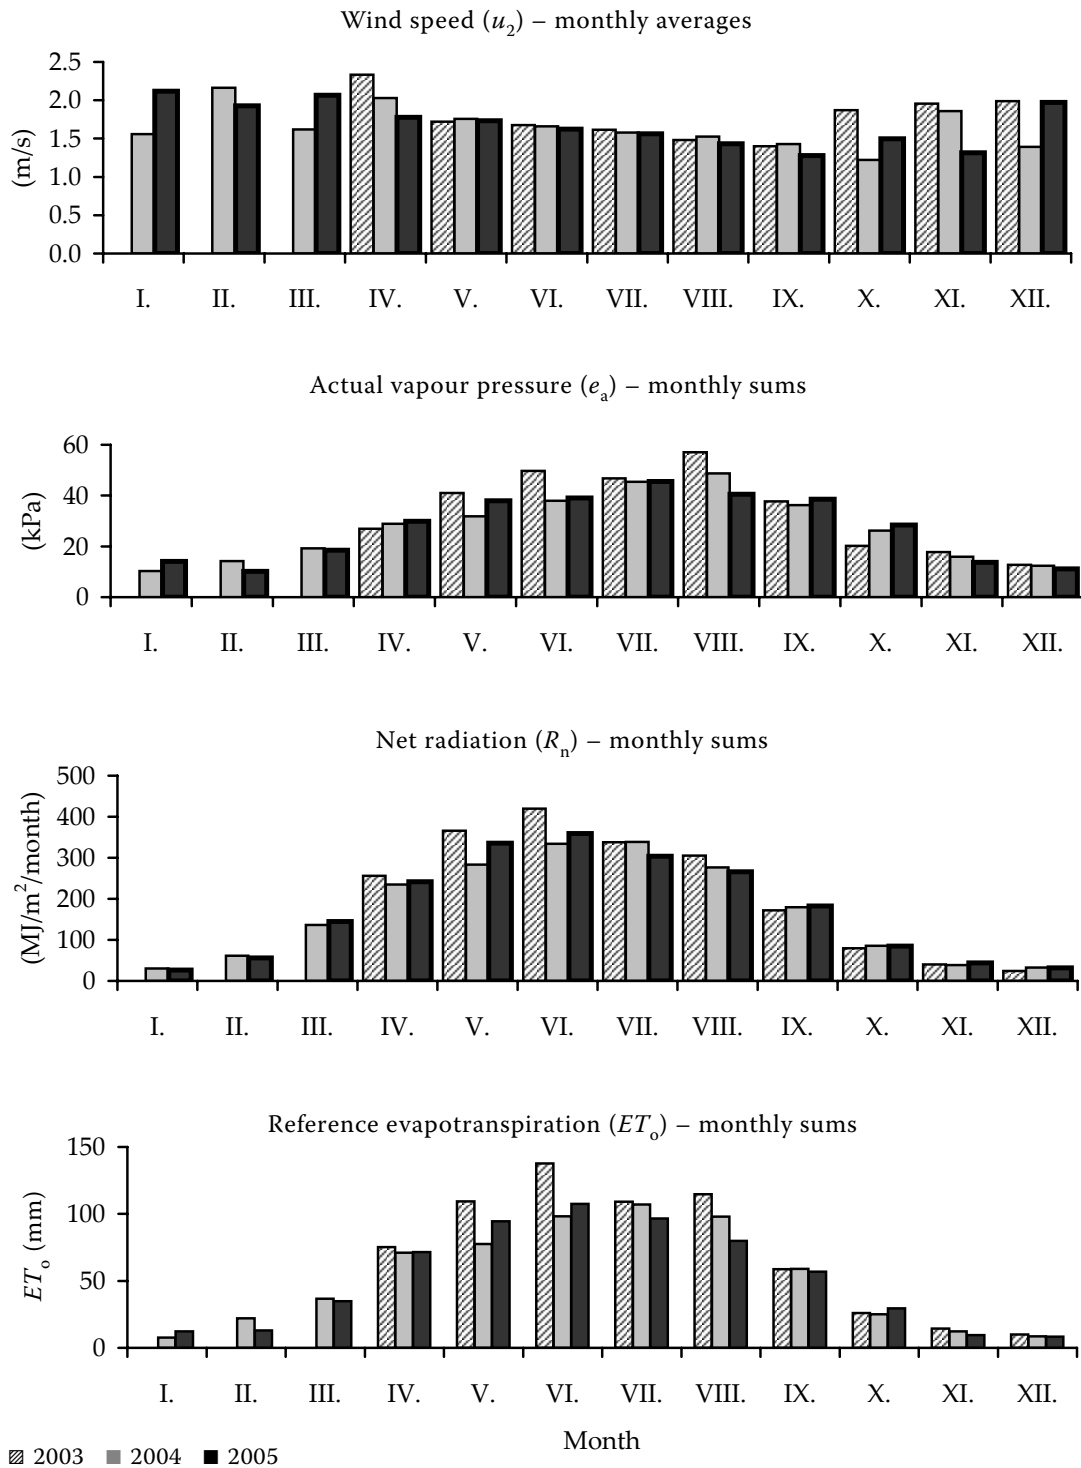 Wind speed (u₂) – monthly averages
2.5
2.0
1.5
1.0
0.5
0.0
(m/s)
I. II. III. IV. V. VI. VII. VIII. IX. X. XI. XII.
Actual vapour pressure (eₐ) – monthly sums
60
40
20
0
(kPa)
I. II. III. IV. V. VI. VII. VIII. IX. X. XI. XII.
Net radiation (Rₙ) – monthly sums
500
400
300
200
100
0
(MJ/m²/month)
I. II. III. IV. V. VI. VII. VIII. IX. X. XI. XII.
Reference evapotranspiration (ETₒ) – monthly sums
150
100
50
0
ETₒ (mm)
I. II. III. IV. V. VI. VII. VIII. IX. X. XI. XII.
Month
2003 2004 2005